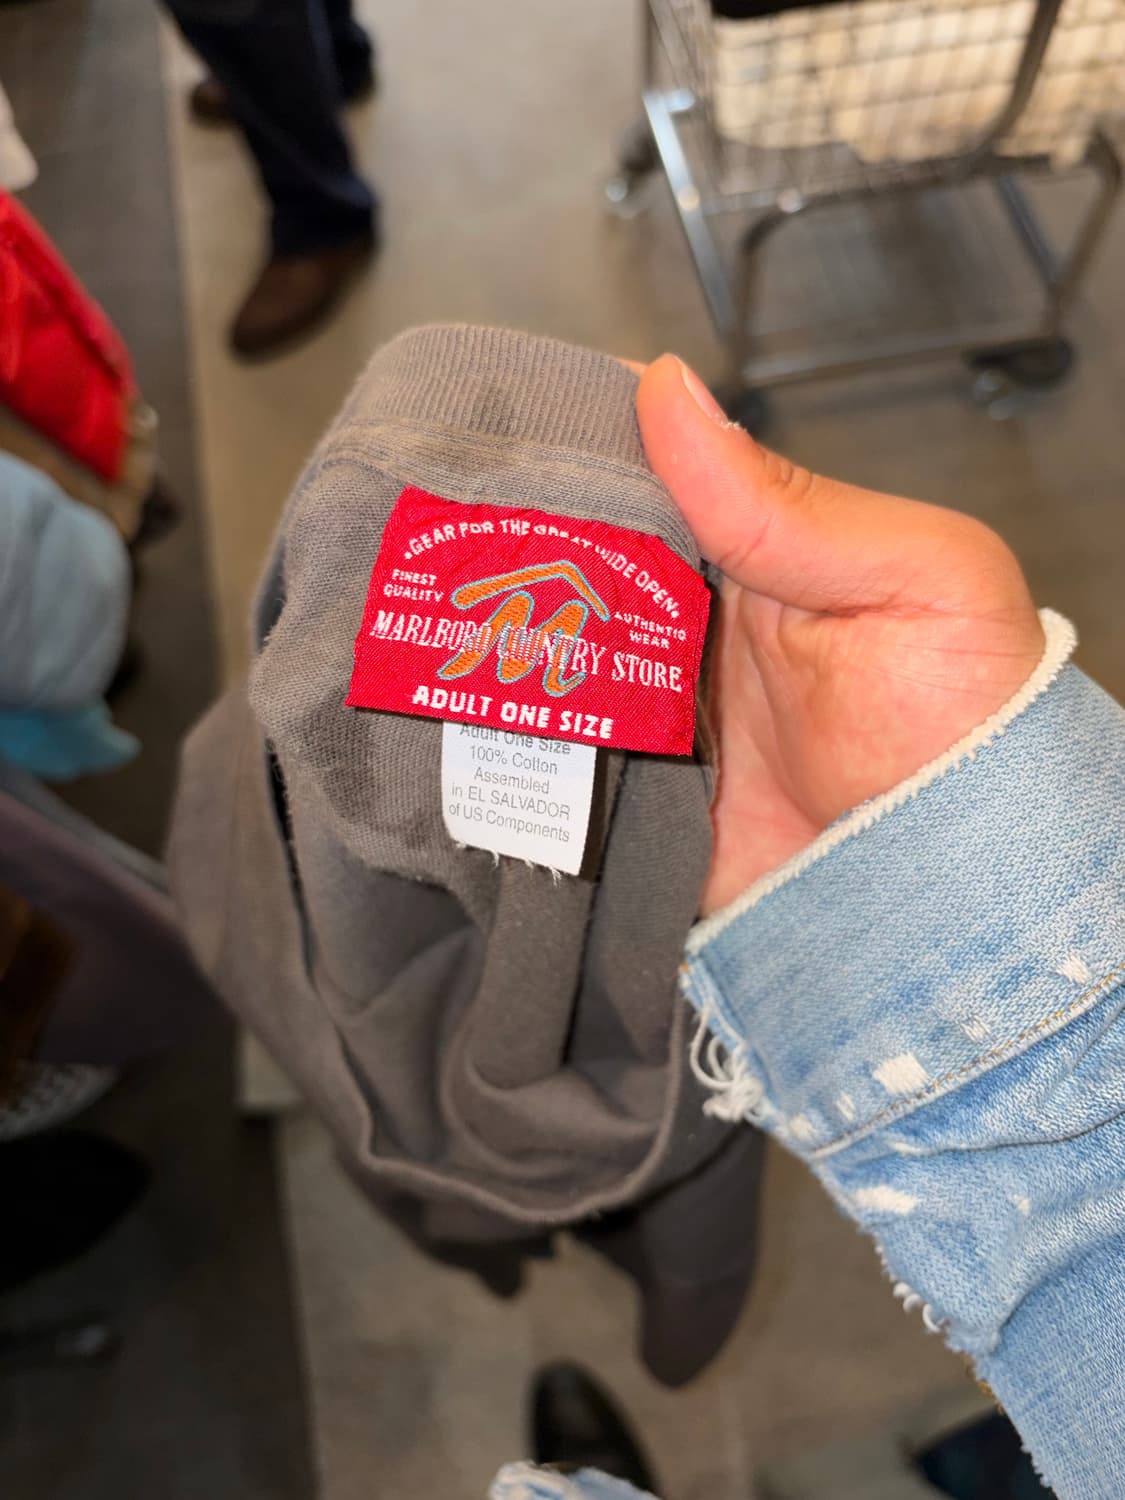 •GEAR FOR THE GREAT WIDE OPEN•
FINEST
QUALITY
AUTHENTIC
WEAR
MARLBORO COUNTRY STORE
ADULT ONE SIZE
Adult One Size
100% Cotton
Assembled
in EL SALVADOR
of US Components